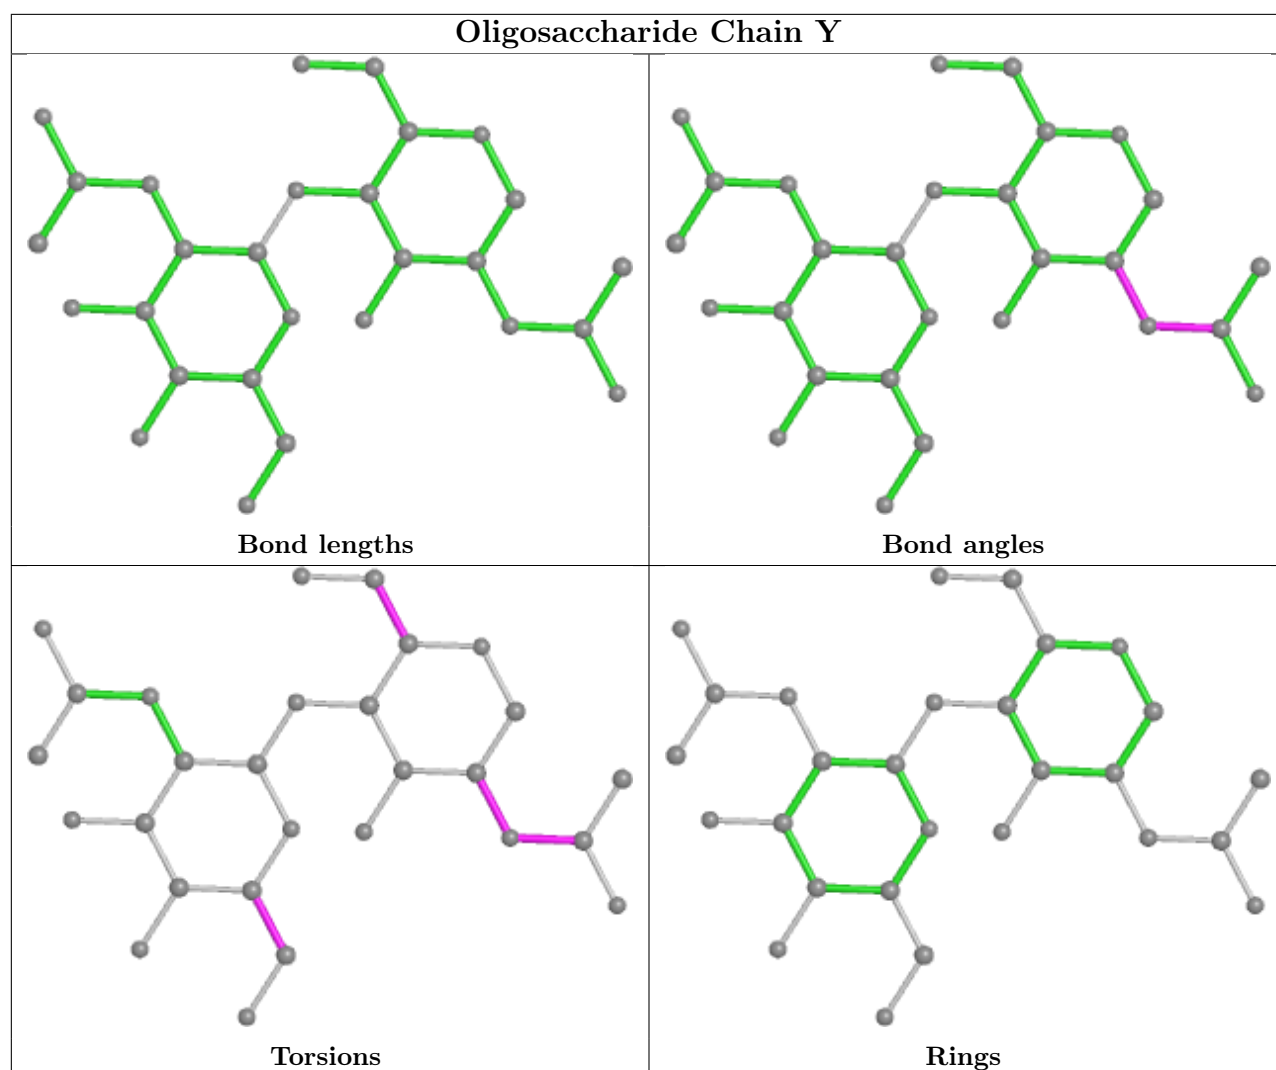 Oligosaccharide Chain Y
Bond lengths
Bond angles
Torsions
Rings